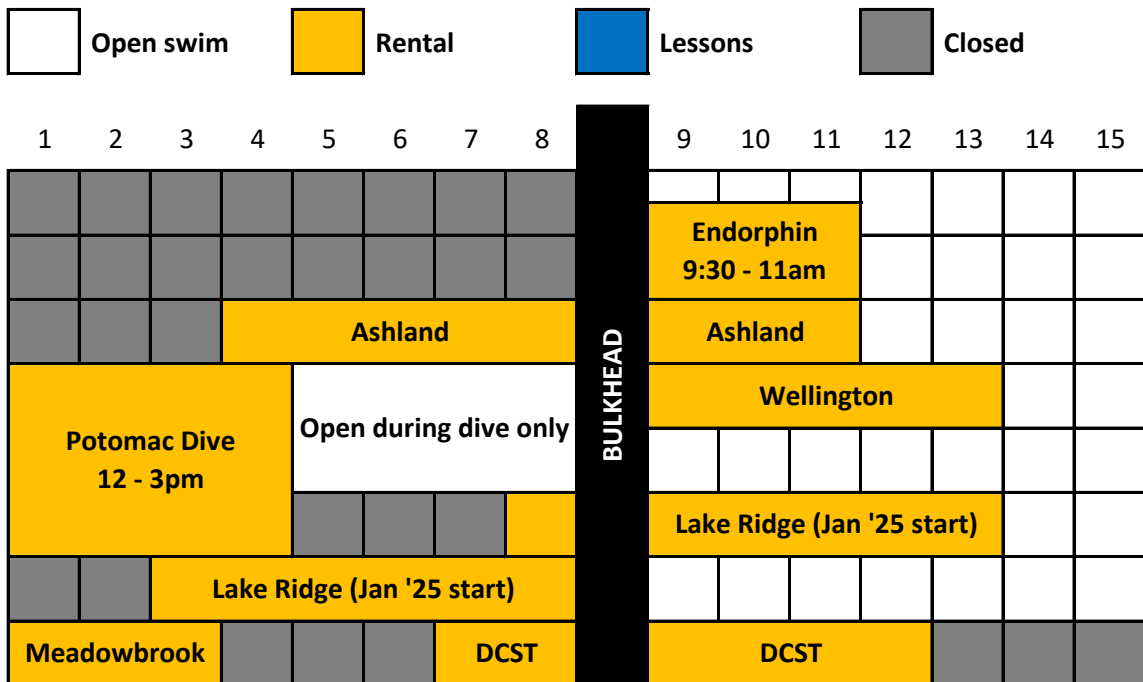 Open swim
Rental
Lessons
Closed
1 2 3 4 5 6 7 8 9 10 11 12 13 14 15
BULKHEAD
Endorphin
9:30 - 11am
Ashland
Ashland
Potomac Dive
12 - 3pm
Open during dive only
Wellington
Lake Ridge (Jan '25 start)
Lake Ridge (Jan '25 start)
Meadowbrook
DCST
DCST